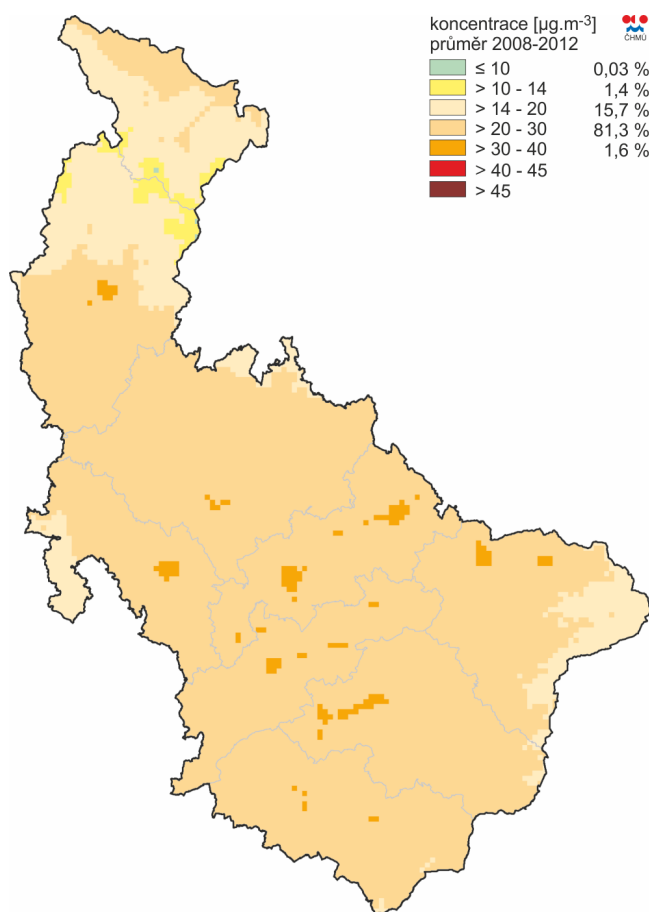 koncentrace [µg.m-3]
průměr 2008-2012
ČHMÚ
≤ 10 0,03 %
> 10 - 14 1,4 %
> 14 - 20 15,7 %
> 20 - 30 81,3 %
> 30 - 40 1,6 %
> 40 - 45
> 45